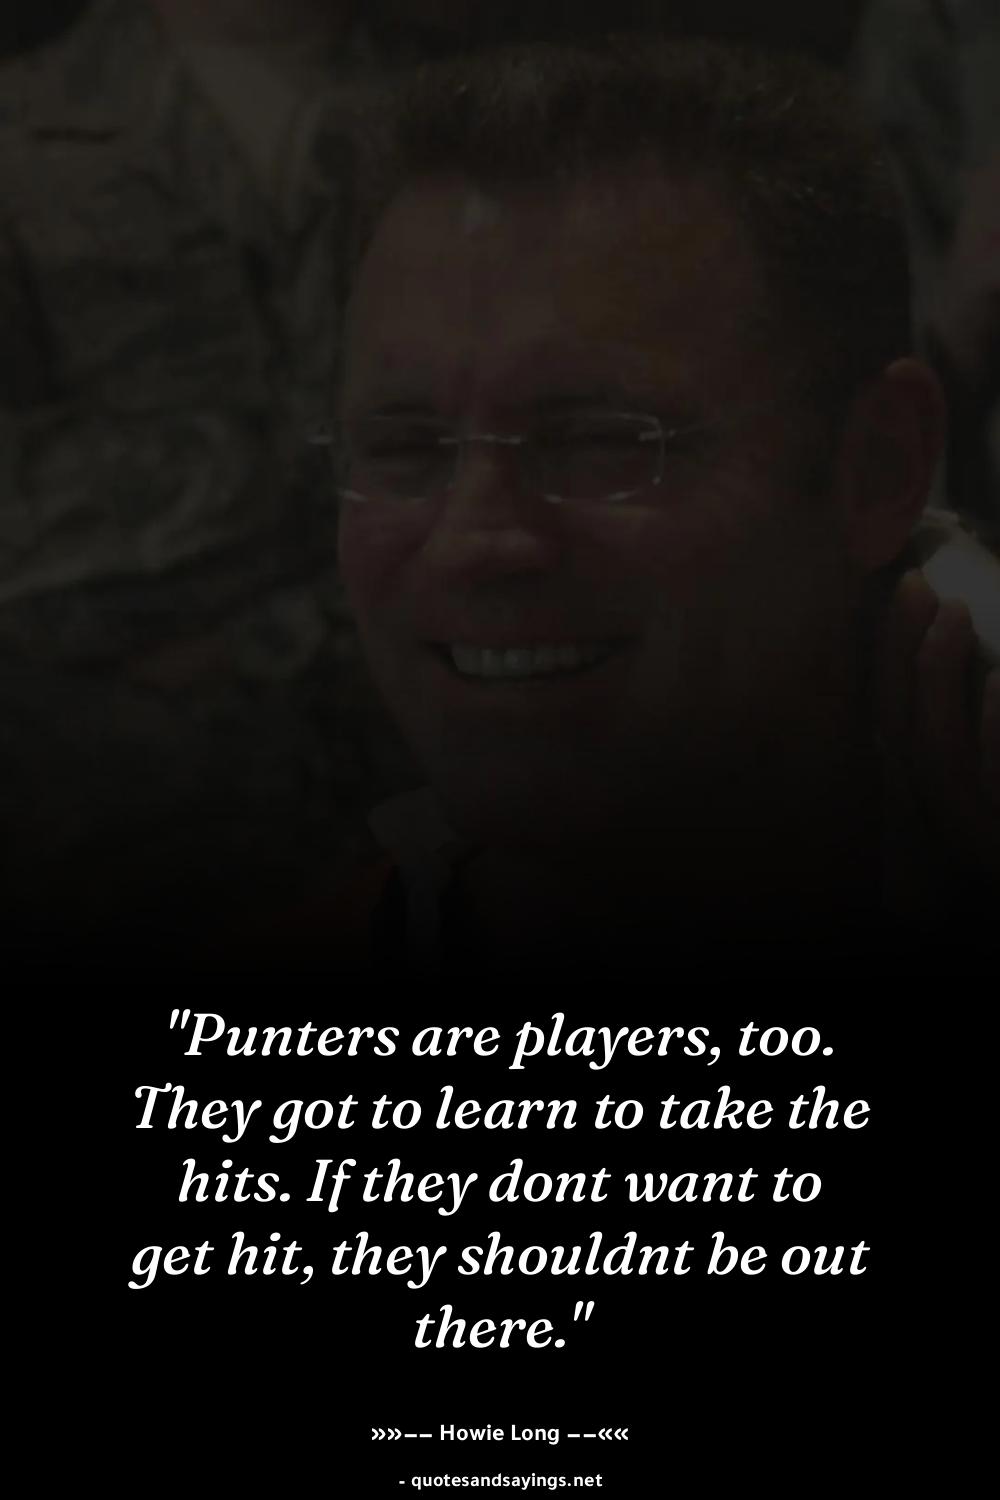 "Punters are players, too.
They got to learn to take the
hits. If they dont want to
get hit, they shouldnt be out
there."
»»–– Howie Long ––««
- quotesandsayings.net